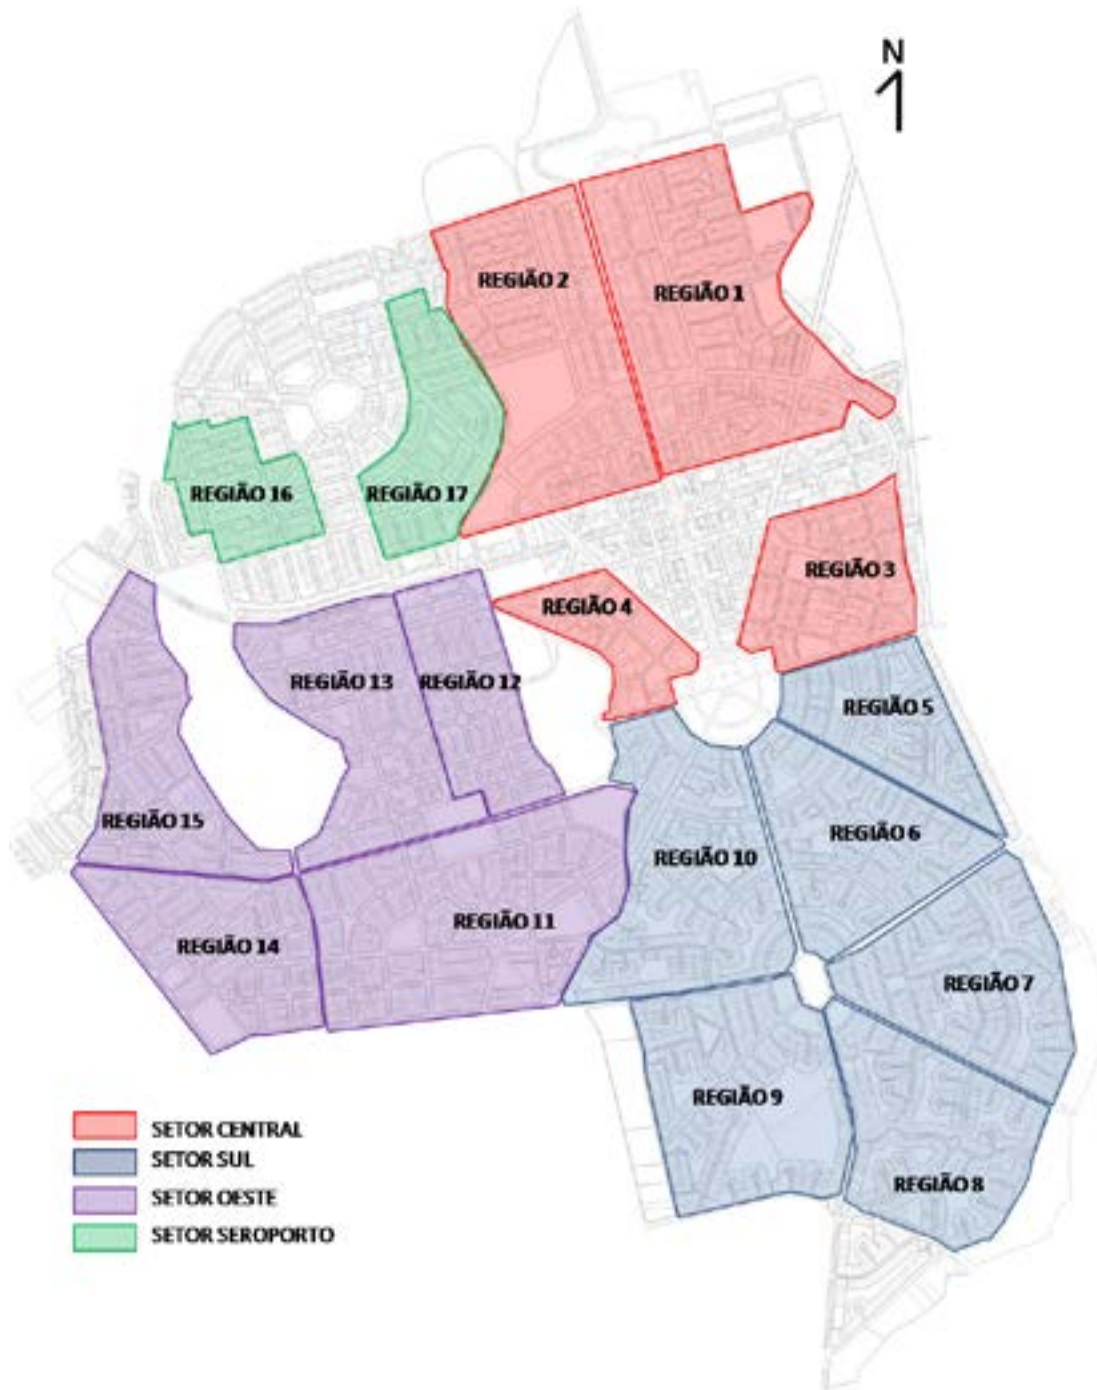 N
REGIÃO 2
REGIÃO 1
REGIÃO 16
REGIÃO 17
REGIÃO 3
REGIÃO 4
REGIÃO 13
REGIÃO 12
REGIÃO 5
REGIÃO 15
REGIÃO 6
REGIÃO 10
REGIÃO 11
REGIÃO 14
REGIÃO 7
REGIÃO 9
REGIÃO 8
SETOR CENTRAL
SETOR SUL
SETOR OESTE
SETOR SEROPORTO